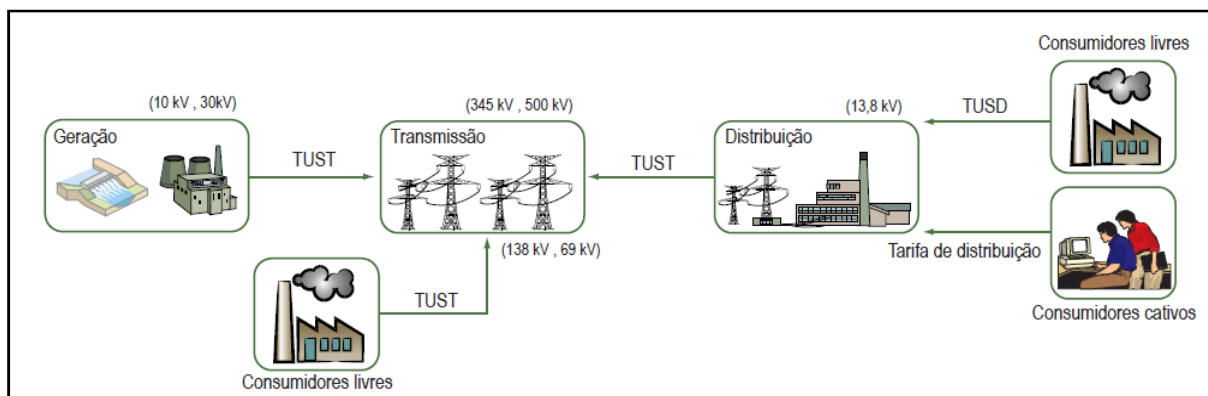 Consumidores livres
(10 kV , 30kV)
(345 kV , 500 kV)
(13,8 kV)
TUSD
Geração
Transmissão
Distribuição
TUST
TUST
(138 kV , 69 kV)
Tarifa de distribuição
TUST
Consumidores cativos
Consumidores livres